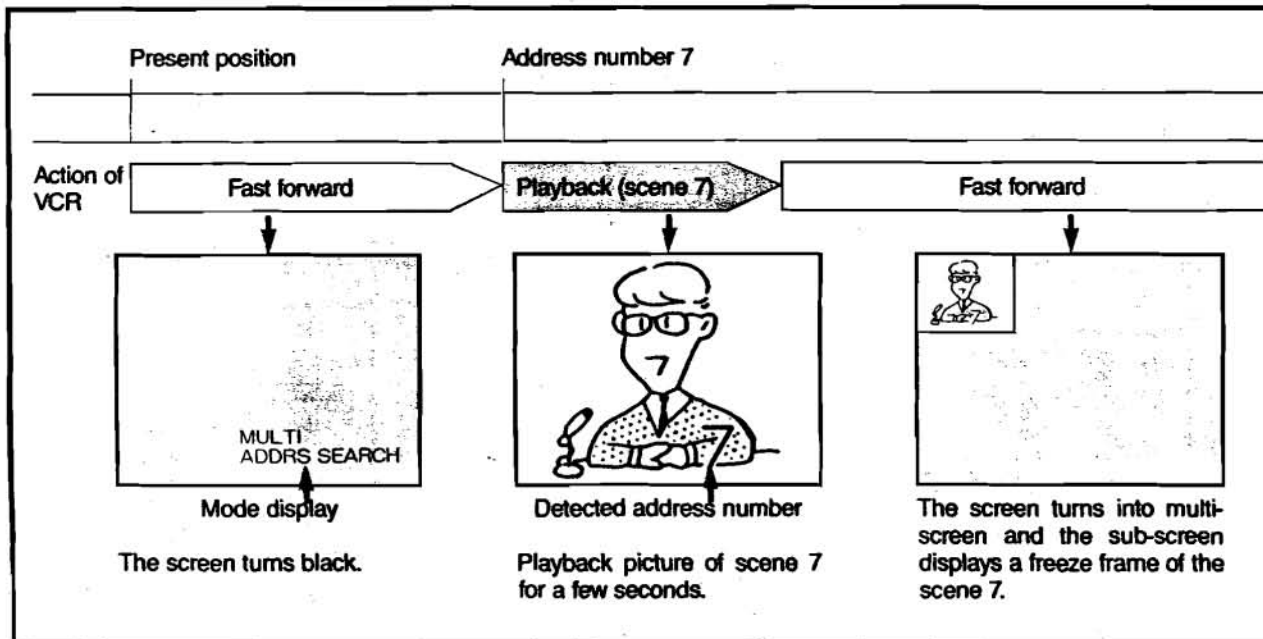 Present position
Address number 7
Action of
VCR
Fast forward
Playback (scene 7)
Fast forward
MULTI
ADDRS SEARCH
7
7
Mode display
Detected address number
The screen turns into multi-
screen and the sub-screen
displays a freeze frame of the
scene 7.
The screen turns black.
Playback picture of scene 7
for a few seconds.